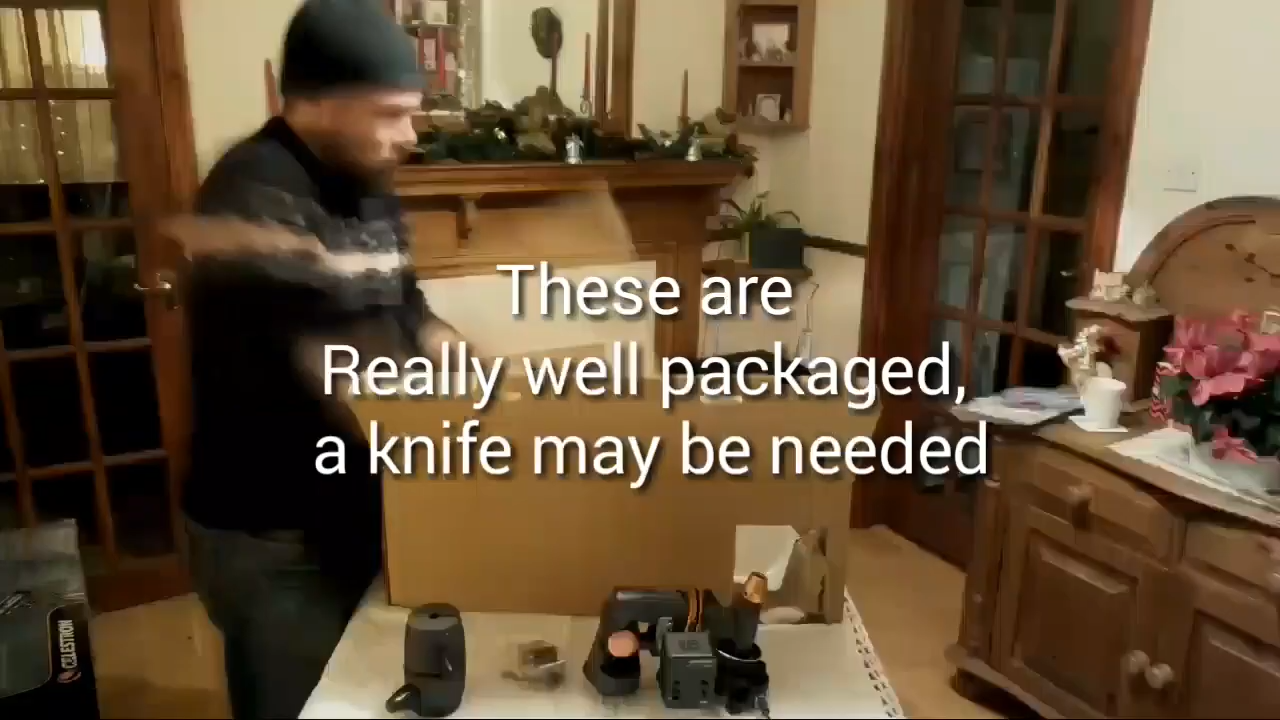 These are
Really well packaged,
a knife may be needed
CELESTRON